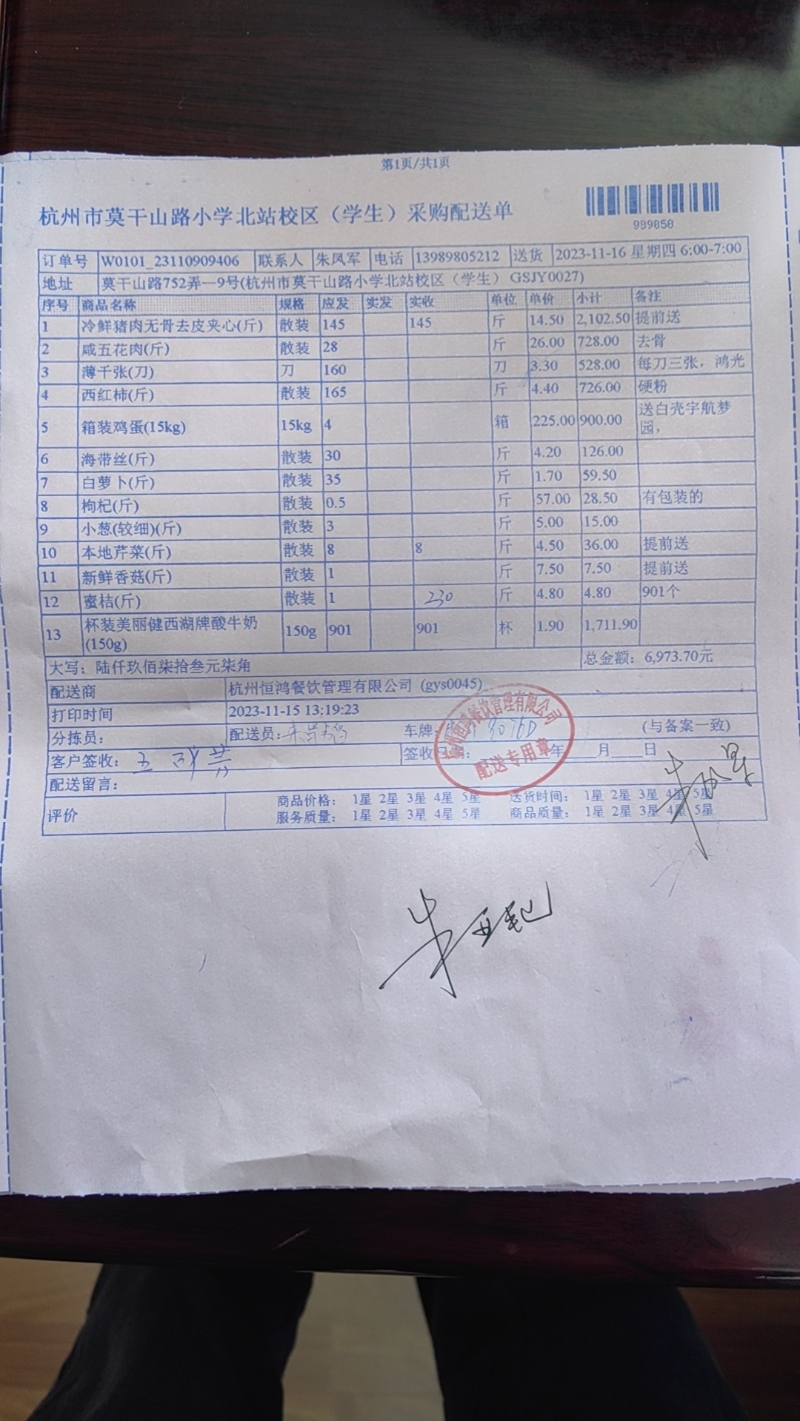 第1页/共1页
杭州市莫干山路小学北站校区（学生）采购配送单
999050
订单号 W0101_23110909406 联系人 朱凤军 电话 13989805212 送货 2023-11-16 星期四 6:00-7:00
地址 莫干山路752弄一9号(杭州市莫干山路小学北站校区（学生）GSJY0027)
序号 商品名称 规格 应发 实发 实收 单位 单价 小计 备注
1 冷鲜猪肉无骨去皮夹心(斤) 散装 145 145 斤 14.50 2,102.50 提前送
2 咸五花肉(斤) 散装 28 斤 26.00 728.00 去骨
3 薄千张(刀) 刀 160 刀 3.30 528.00 每刀三张，鸿光
4 西红柿(斤) 散装 165 斤 4.40 726.00 硬粉
5 箱装鸡蛋(15kg) 15kg 4 箱 225.00 900.00 送白壳宇航梦
园，
6 海带丝(斤) 散装 30 斤 4.20 126.00
7 白萝卜(斤) 散装 35 斤 1.70 59.50
8 枸杞(斤) 散装 0.5 斤 57.00 28.50 有包装的
9 小葱(较细)(斤) 散装 3 斤 5.00 15.00
10 本地芹菜(斤) 散装 8 8 斤 4.50 36.00 提前送
11 新鲜香菇(斤) 散装 1 斤 7.50 7.50 提前送
12 蜜桔(斤) 散装 1 230 斤 4.80 4.80 901个
13 杯装美丽健西湖牌酸牛奶
(150g) 150g 901 901 杯 1.90 1,711.90
大写：陆仟玖佰柒拾叁元柒角 总金额：6,973.70元
配送商 杭州恒鸿餐饮管理有限公司 (gys0045)
打印时间 2023-11-15 13:19:23
分拣员： 配送员： 车牌： (与备案一致)
客户签收： 签收日期： 年 月 日
配送专用章
配送留言：
评价 商品价格： 1星 2星 3星 4星 5星 送货时间： 1星 2星 3星 4星 5星
服务质量： 1星 2星 3星 4星 5星 商品质量： 1星 2星 3星 4星 5星